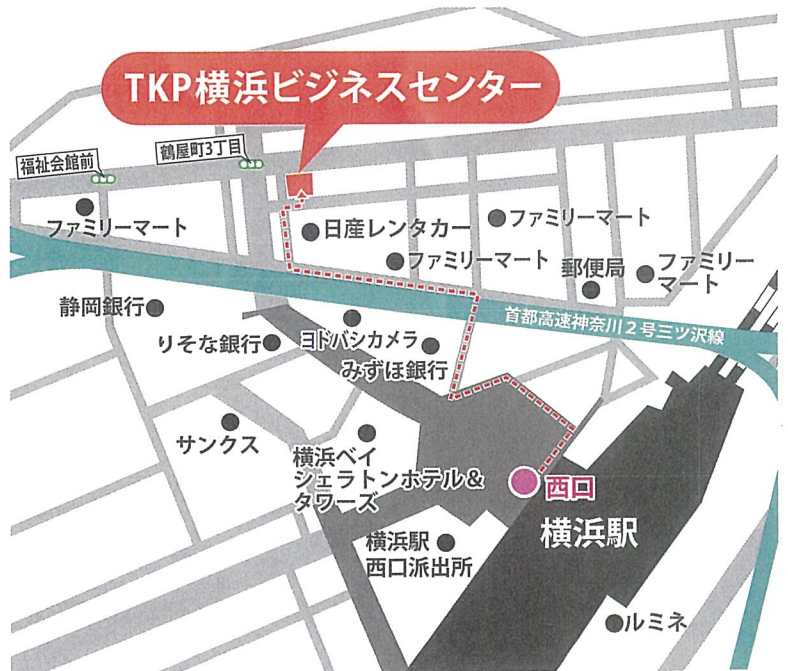 TKP横浜ビジネスセンター
鶴屋町3丁目
福祉会館前
ファミリーマート
日産レンタカー
ファミリーマート
ファミリーマート
郵便局
ファミリー
マート
静岡銀行
首都高速神奈川2号三ツ沢線
りそな銀行
ヨドバシカメラ
みずほ銀行
サンクス
横浜ベイ
シェラトンホテル&
タワーズ
西口
横浜駅
横浜駅
西口派出所
ルミネ